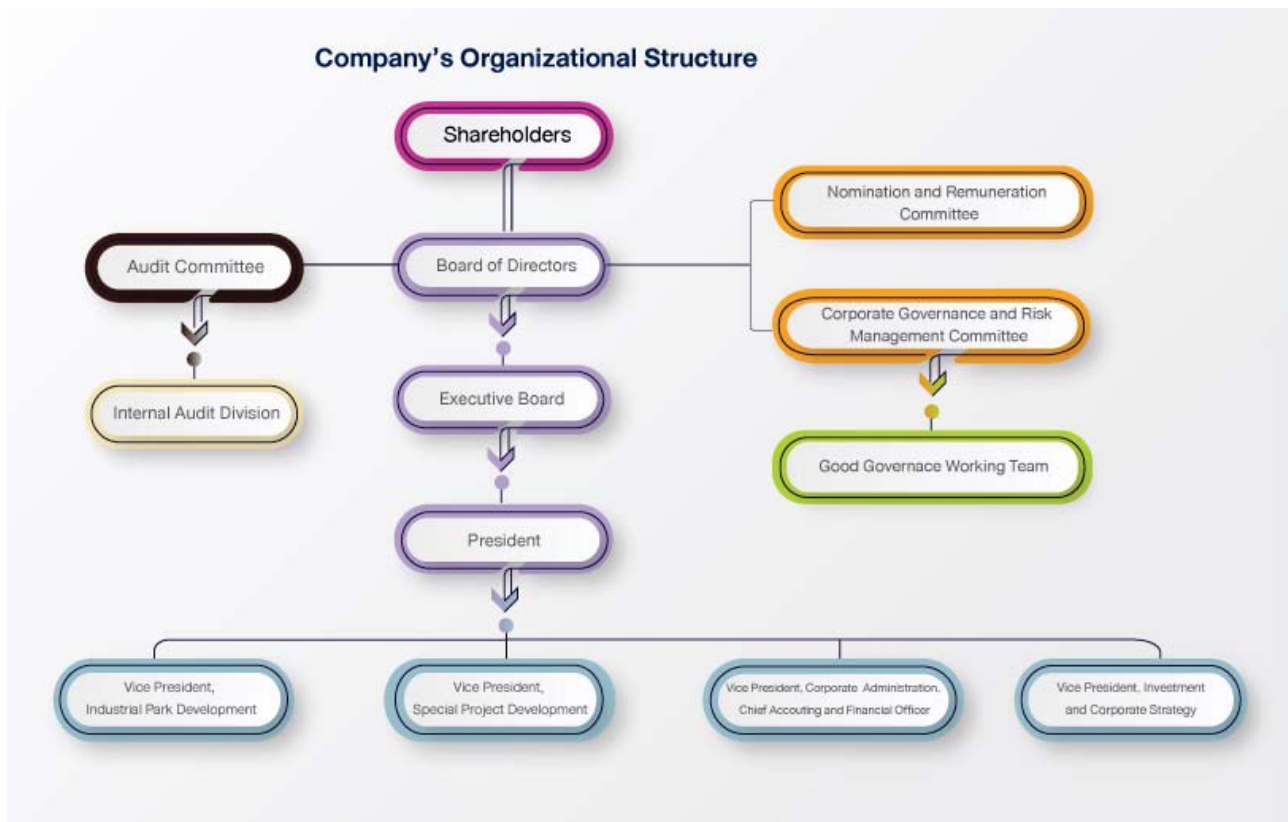 Company's Organizational Structure
Shareholders
Nomination and Remuneration
Committee
Audit Committee
Board of Directors
Corporate Governance and Risk
Management Committee
Internal Audit Division
Executive Board
Good Governace Working Team
President
Vice President,
Industrial Park Development
Vice President,
Special Project Development
Vice President, Corporate Administration,
Chief Accouting and Financial Officer
Vice President, Investment
and Corporate Strategy